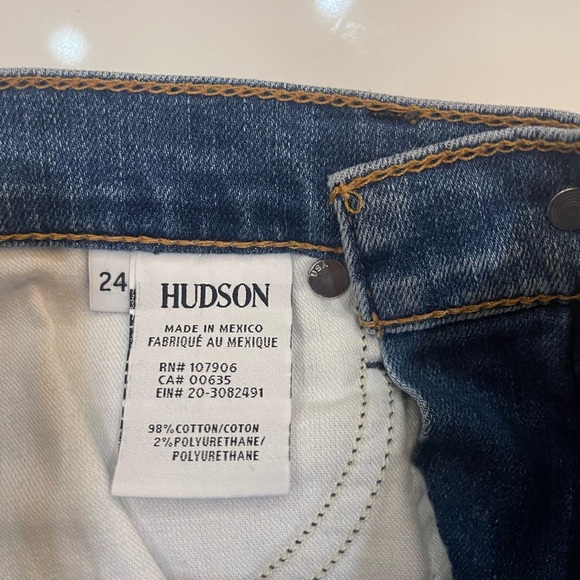 24
HUDSON
MADE IN MEXICO
FABRIQUÉ AU MEXIQUE
RN# 107906
CA# 00635
EIN# 20-3082491
98% COTTON/COTON
2% POLYURETHANE/
POLYURETHANE
USA